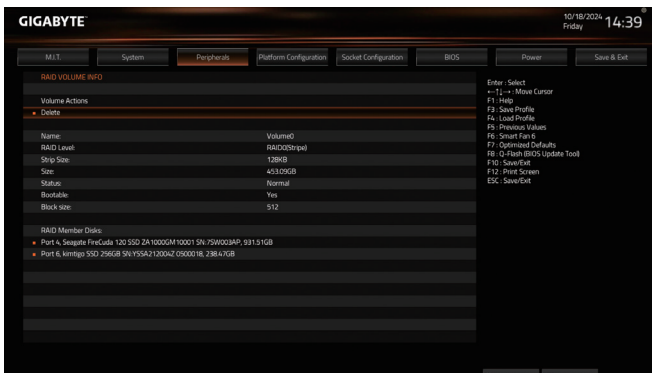 GIGABYTE™
10/18/2024
Friday
14:39
M.I.T.
System
Peripherals
Platform Configuration
Socket Configuration
BIOS
Power
Save & Exit
RAID VOLUME INFO
Volume Actions
Delete
Name: Volume0
RAID Level: RAID0(Stripe)
Strip Size: 128KB
Size: 453.09GB
Status: Normal
Bootable: Yes
Block size: 512
RAID Member Disks:
Port 4, Seagate FireCuda 120 SSD ZA1000GM10001 SN:7SW003AP, 931.51GB
Port 6, kimtigo SSD 256GB SN:YSSA212004Z 0500018, 238.47GB
Enter : Select
←↑↓→ : Move Cursor
F1 : Help
F3 : Save Profile
F4 : Load Profile
F5 : Previous Values
F6 : Smart Fan 6
F7 : Optimized Defaults
F8 : Q-Flash (BIOS Update Tool)
F10 : Save/Exit
F12 : Print Screen
ESC : Save/Exit